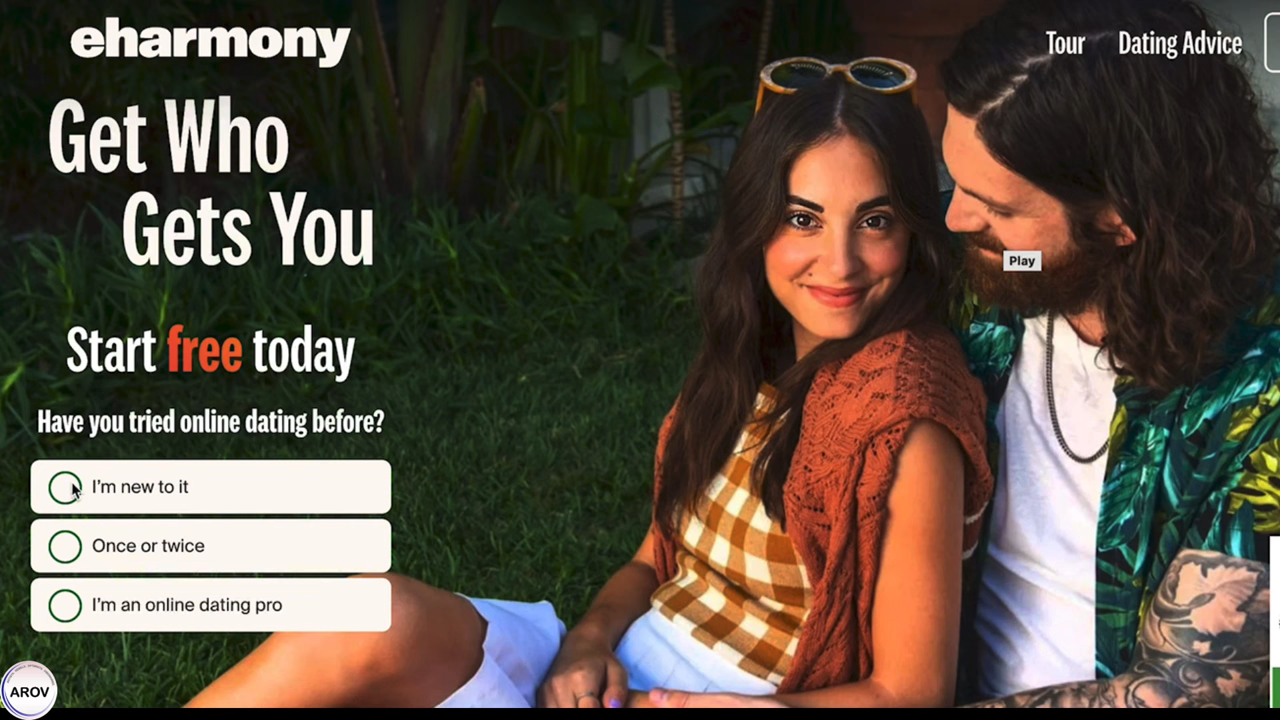 eharmony
Tour
Dating Advice
Get Who
Gets You
Start free today
Have you tried online dating before?
I'm new to it
Once or twice
I'm an online dating pro
Play
AROV